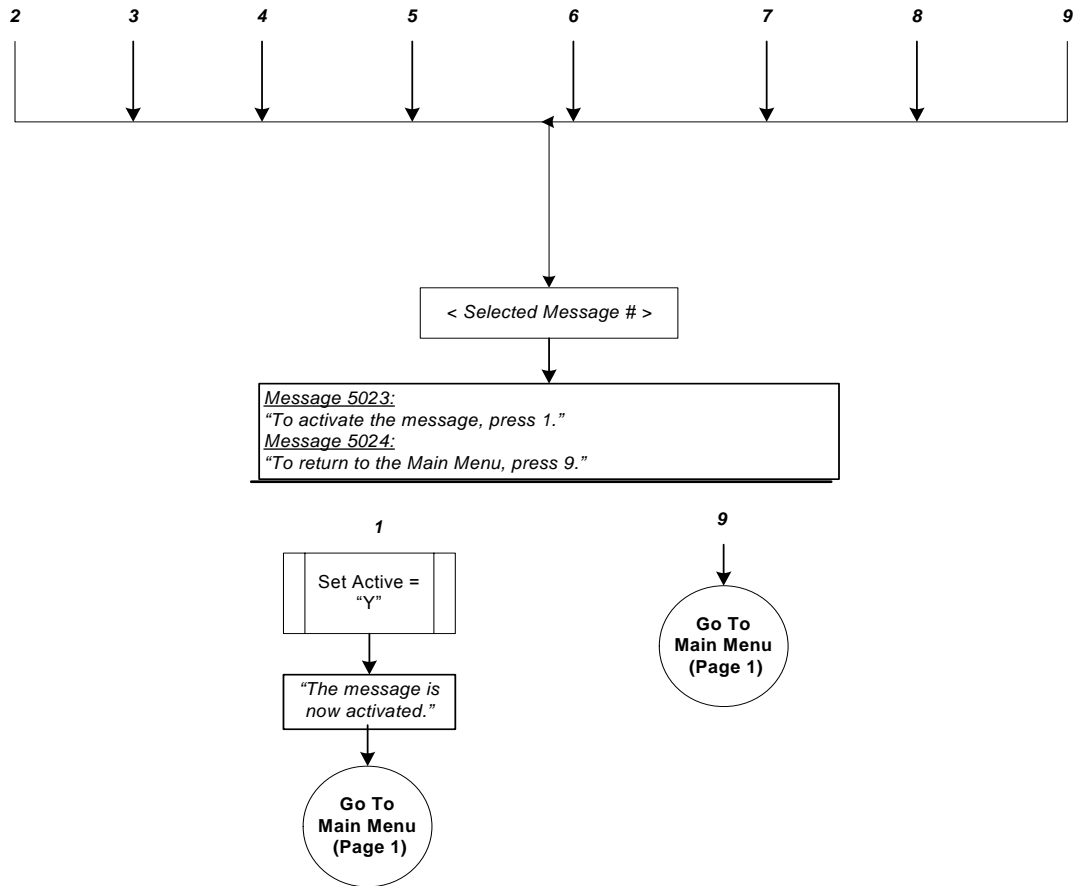 2 3 4 5 6 7 8 9
< Selected Message # >
Message 5023:
“To activate the message, press 1.”
Message 5024:
“To return to the Main Menu, press 9.”
1
Set Active =
“Y”
“The message is
now activated.”
Go To
Main Menu
(Page 1)
9
Go To
Main Menu
(Page 1)